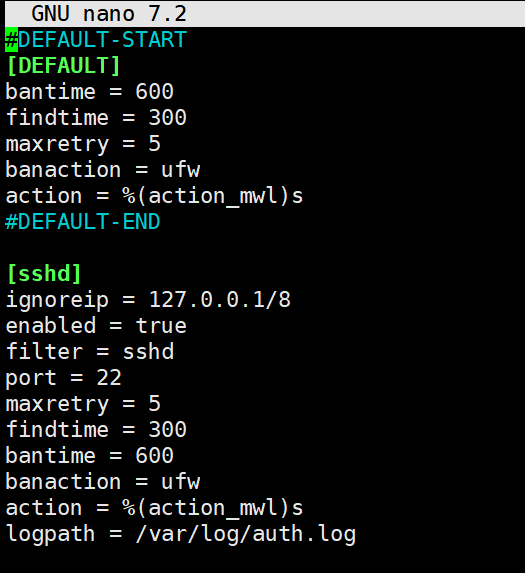 GNU nano 7.2
#DEFAULT-START
[DEFAULT]
bantime = 600
findtime = 300
maxretry = 5
banaction = ufw
action = %(action_mwl)s
#DEFAULT-END

[sshd]
ignoreip = 127.0.0.1/8
enabled = true
filter = sshd
port = 22
maxretry = 5
findtime = 300
bantime = 600
banaction = ufw
action = %(action_mwl)s
logpath = /var/log/auth.log